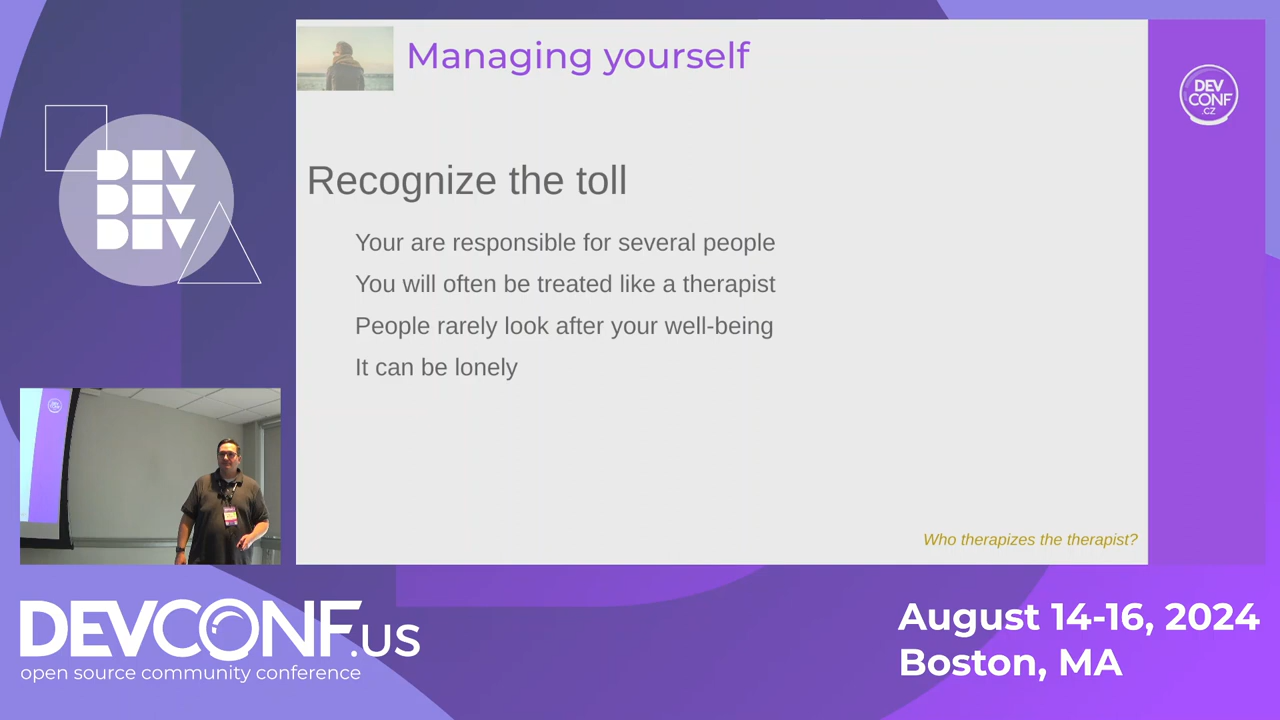 Managing yourself
DEV
CONF
.CZ
DEV
DEV
DEV
Recognize the toll
Your are responsible for several people
You will often be treated like a therapist
People rarely look after your well-being
It can be lonely
Who therapizes the therapist?
DEVCONF.US
open source community conference
August 14-16, 2024
Boston, MA